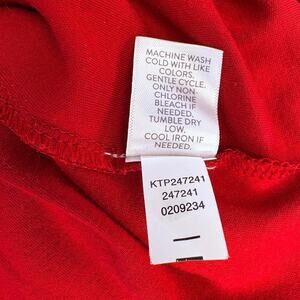 MACHINE WASH
COLD WITH LIKE
COLORS.
GENTLE CYCLE.
ONLY NON-
CHLORINE
BLEACH IF
NEEDED.
TUMBLE DRY
LOW.
COOL IRON IF
NEEDED.
KTP247241
247241
0209234